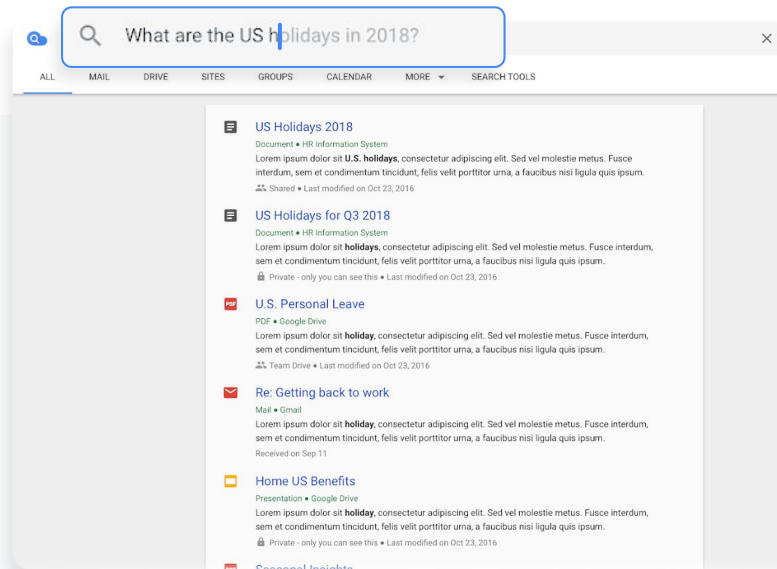 What are the US holidays in 2018?
ALL MAIL DRIVE SITES GROUPS CALENDAR MORE SEARCH TOOLS
US Holidays 2018
Document • HR Information System
Lorem ipsum dolor sit U.S. holidays, consectetur adipiscing elit. Sed vel molestie metus. Fusce
interdum, sem et condimentum tincidunt, felis velit porttitor urna, a faucibus nisi ligula quis ipsum.
Shared • Last modified on Oct 23, 2016
US Holidays for Q3 2018
Document • HR Information System
Lorem ipsum dolor sit holidays, consectetur adipiscing elit. Sed vel molestie metus. Fusce interdum,
sem et condimentum tincidunt, felis velit porttitor urna, a faucibus nisi ligula quis ipsum.
Private - only you can see this • Last modified on Oct 23, 2016
PDF
U.S. Personal Leave
PDF • Google Drive
Lorem ipsum dolor sit holiday, consectetur adipiscing elit. Sed vel molestie metus. Fusce interdum,
sem et condimentum tincidunt, felis velit porttitor urna, a faucibus nisi ligula quis ipsum.
Team Drive • Last modified on Oct 23, 2016
Re: Getting back to work
Mail • Gmail
Lorem ipsum dolor sit holiday, consectetur adipiscing elit. Sed vel molestie metus. Fusce interdum,
sem et condimentum tincidunt, felis velit porttitor urna, a faucibus nisi ligula quis ipsum.
Received on Sep 11
Home US Benefits
Presentation • Google Drive
Lorem ipsum dolor sit holiday, consectetur adipiscing elit. Sed vel molestie metus. Fusce interdum,
sem et condimentum tincidunt, felis velit porttitor urna, a faucibus nisi ligula quis ipsum.
Private - only you can see this • Last modified on Oct 23, 2016
Seasonal Insights